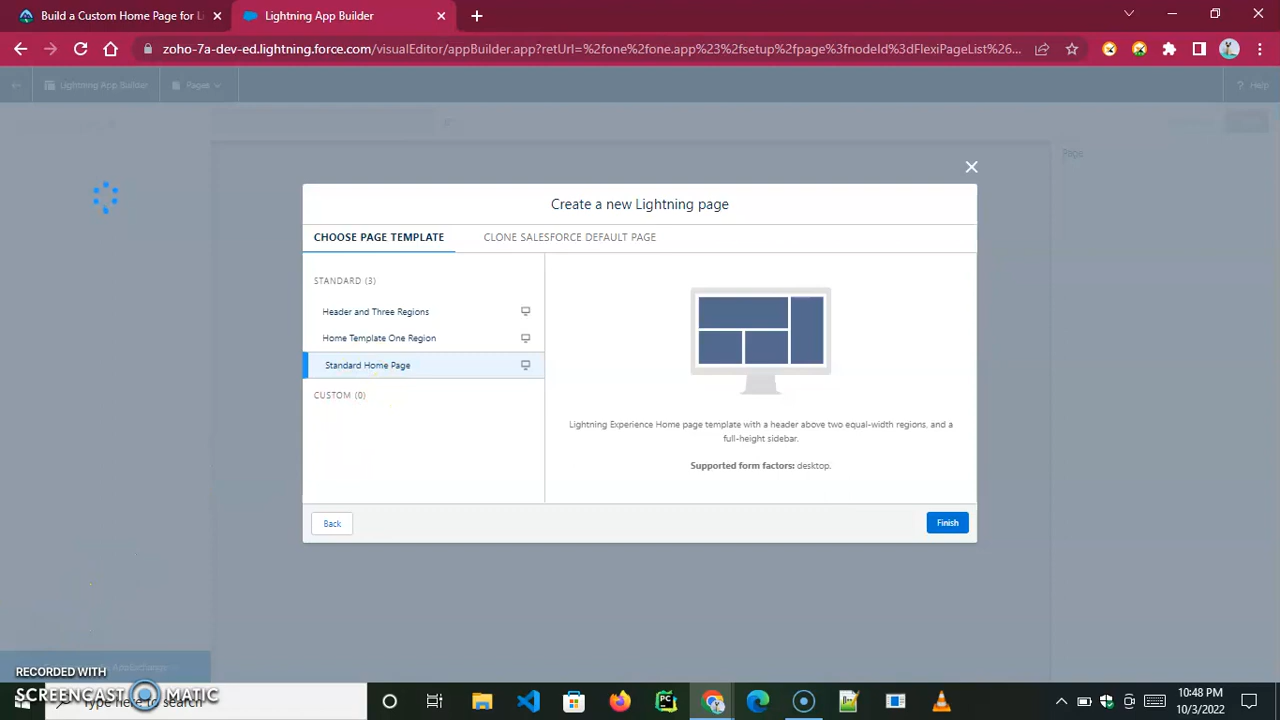 Build a Custom Home Page for L
Lightning App Builder
zoho-7a-dev-ed.lightning.force.com/visualEditor/appBuilder.app?retUrl=%2fone%2fone.app%23%2fsetup%2fpage%3fnodeId%3dFlexiPageList%26...
Lightning App Builder
Pages
? Help
Page
Create a new Lightning page
CHOOSE PAGE TEMPLATE
CLONE SALESFORCE DEFAULT PAGE
STANDARD (3)
Header and Three Regions
Home Template One Region
Standard Home Page
CUSTOM (0)
Lightning Experience Home page template with a header above two equal-width regions, and a
full-height sidebar.
Supported form factors: desktop.
Back
Finish
RECORDED WITH
SCREENCAST MATIC
Type here to search
10:48 PM
10/3/2022